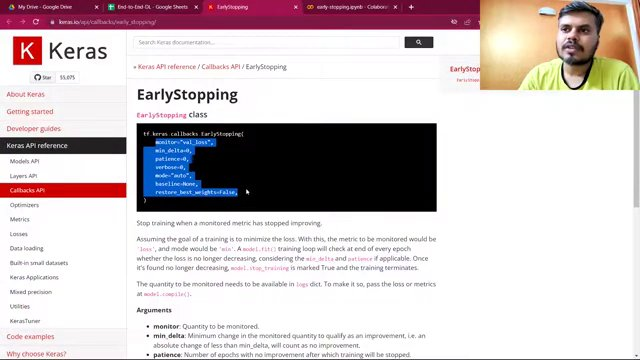 My Drive - Google Drive
End-to-End-DL - Google Sheets
EarlyStopping
early-stopping.ipynb - Colaborat
keras.io/api/callbacks/early_stopping/
K Keras
Star 55,075
About Keras
Getting started
Developer guides
Keras API reference
Models API
Layers API
Callbacks API
Optimizers
Metrics
Losses
Data loading
Built-in small datasets
Keras Applications
Mixed precision
Utilities
KerasTuner
Code examples
Why choose Keras?
Search Keras documentation...
» Keras API reference / Callbacks API / EarlyStopping
EarlyStopping
EarlyStopping class
tf.keras.callbacks.EarlyStopping(
monitor="val_loss",
min_delta=0,
patience=0,
verbose=0,
mode="auto",
baseline=None,
restore_best_weights=False,
)
Stop training when a monitored metric has stopped improving.
Assuming the goal of a training is to minimize the loss. With this, the metric to be monitored would be
'loss', and mode would be 'min'. A model.fit() training loop will check at end of every epoch
whether the loss is no longer decreasing, considering the min_delta and patience if applicable. Once
it's found no longer decreasing, model.stop_training is marked True and the training terminates.
The quantity to be monitored needs to be available in logs dict. To make it so, pass the loss or metrics
at model.compile().
Arguments
• monitor: Quantity to be monitored.
• min_delta: Minimum change in the monitored quantity to qualify as an improvement, i.e. an
absolute change of less than min_delta, will count as no improvement.
• patience: Number of epochs with no improvement after which training will be stopped.
EarlyStop
EarlyStopping